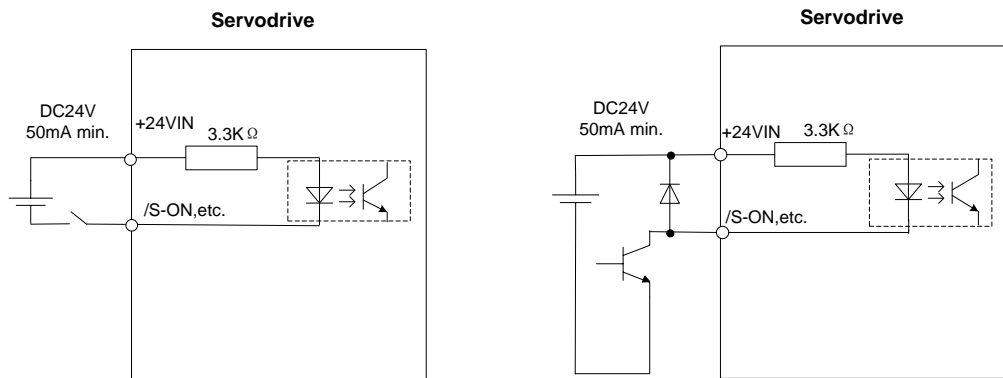 Servodrive
DC24V
50mA min.
+24VIN
3.3KΩ
/S-ON,etc.
Servodrive
DC24V
50mA min.
+24VIN
3.3KΩ
/S-ON,etc.